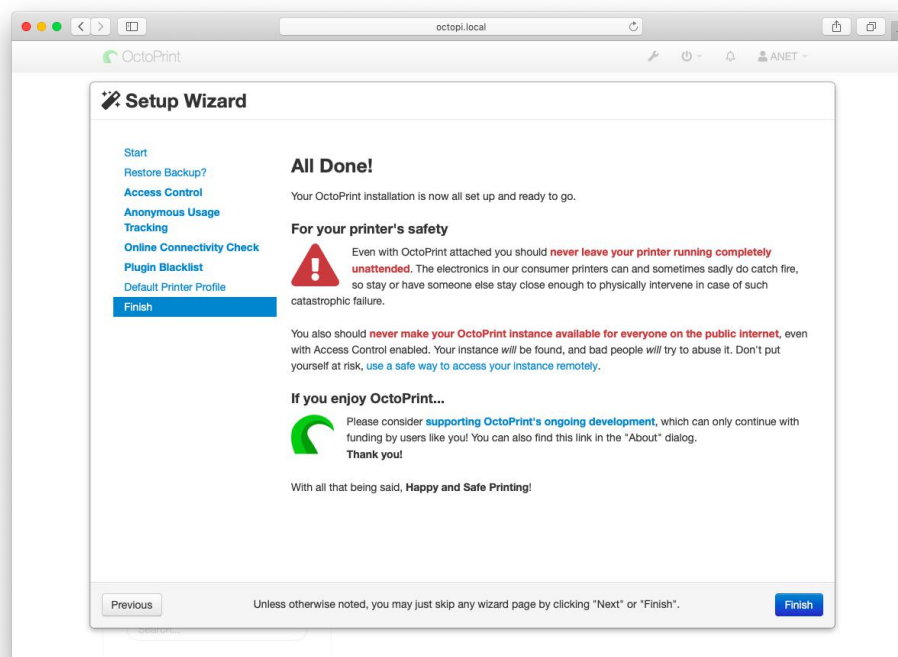 octopi.local
OctoPrint
ANET
Setup Wizard
Start
Restore Backup?
Access Control
Anonymous Usage
Tracking
Online Connectivity Check
Plugin Blacklist
Default Printer Profile
Finish
All Done!
Your OctoPrint installation is now all set up and ready to go.
For your printer's safety
Even with OctoPrint attached you should never leave your printer running completely
unattended. The electronics in our consumer printers can and sometimes sadly do catch fire,
so stay or have someone else stay close enough to physically intervene in case of such
catastrophic failure.
You also should never make your OctoPrint instance available for everyone on the public internet, even
with Access Control enabled. Your instance will be found, and bad people will try to abuse it. Don't put
yourself at risk, use a safe way to access your instance remotely.
If you enjoy OctoPrint...
Please consider supporting OctoPrint's ongoing development, which can only continue with
funding by users like you! You can also find this link in the "About" dialog.
Thank you!
With all that being said, Happy and Safe Printing!
Previous
Unless otherwise noted, you may just skip any wizard page by clicking "Next" or "Finish".
Finish
Search...